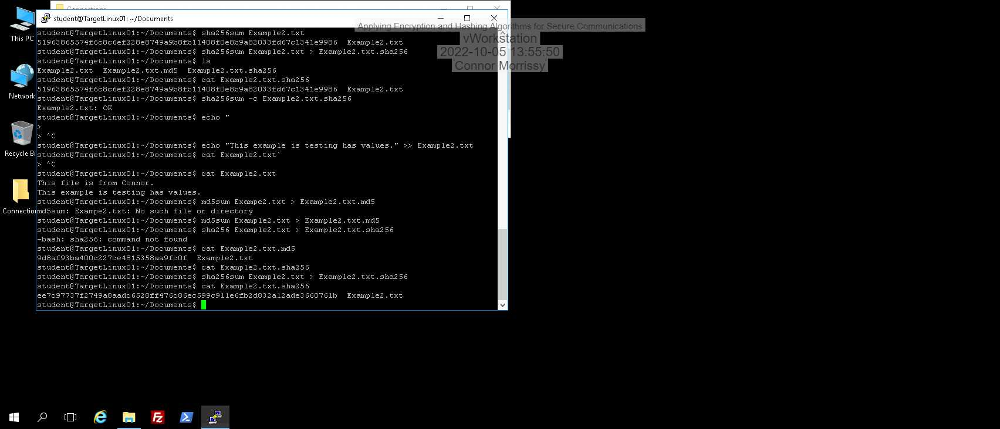 Connections
student@TargetLinux01: ~/Documents
Applying Encryption and Hashing Algorithms for Secure Communications
vWorkstation
2022-10-05 13:55:50
Connor Morrissy
This PC
Network
Recycle Bi
Connection
student@TargetLinux01:~/Documents$ sha256sum Example2.txt
51963865574f6c8c6ef228e8749a9b8fb11408f0e8b9a82033fd67c1341e9986  Example2.txt
student@TargetLinux01:~/Documents$ sha256sum Example2.txt > Example2.txt.sha256
student@TargetLinux01:~/Documents$ ls
Example2.txt  Example2.txt.md5  Example2.txt.sha256
student@TargetLinux01:~/Documents$ cat Example2.txt.sha256
51963865574f6c8c6ef228e8749a9b8fb11408f0e8b9a82033fd67c1341e9986  Example2.txt
student@TargetLinux01:~/Documents$ sha256sum -c Example2.txt.sha256
Example2.txt: OK
student@TargetLinux01:~/Documents$ echo "
>
> ^C
student@TargetLinux01:~/Documents$ echo "This example is testing has values." >> Example2.txt
student@TargetLinux01:~/Documents$ cat Example2.txt`
> ^C
student@TargetLinux01:~/Documents$ cat Example2.txt
This file is from Connor.
This example is testing has values.
student@TargetLinux01:~/Documents$ md5sum Exampe2.txt > Example2.txt.md5
md5sum: Exampe2.txt: No such file or directory
student@TargetLinux01:~/Documents$ md5sum Example2.txt > Example2.txt.md5
student@TargetLinux01:~/Documents$ sha256 Example2.txt > Example2.txt.sha256
-bash: sha256: command not found
student@TargetLinux01:~/Documents$ cat Example2.txt.md5
9d8af93ba400c227ce4815358aa9fc0f  Example2.txt
student@TargetLinux01:~/Documents$ cat Example2.txt.sha256
student@TargetLinux01:~/Documents$ sha256sum Example2.txt > Example2.txt.sha256
student@TargetLinux01:~/Documents$ cat Example2.txt.sha256
ee7c97737f2749a8aadc6528ff476c86ec599c911e6fb2d832a12ade3660761b  Example2.txt
student@TargetLinux01:~/Documents$